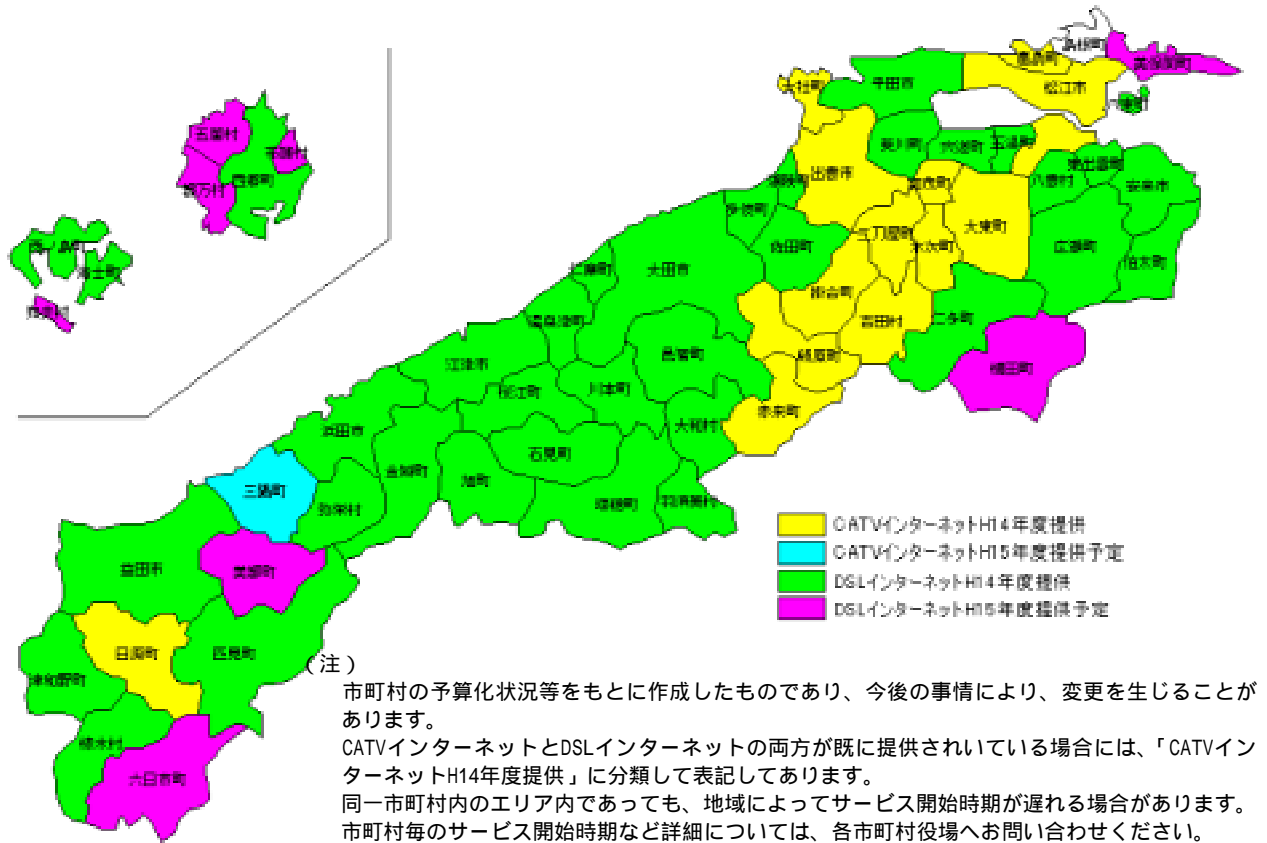 島根町
鹿島町
美保関町
松江市
八束町
大社町
平田市
斐川町
宍道町
玉湯町
出雲市
湖陵町
多伎町
佐田町
加茂町
大東町
三刀屋町
木次町
八雲村
東出雲町
安来市
広瀬町
伯太町
掛合町
吉田村
仁多町
横田町
頓原町
赤来町
五箇村
布施村
西郷町
都万村
西ノ島町
海士町
知夫村
大田市
仁摩町
温泉津町
江津市
邑智町
川本町
桜江町
大和村
浜田市
金城町
旭町
石見町
瑞穂町
羽須美村
三隅町
弥栄村
益田市
美都町
日原町
匹見町
津和野町
柿木村
六日市町
CATVインターネットH14年度提供
CATVインターネットH15年度提供予定
DSLインターネットH14年度提供
DSLインターネットH15年度提供予定
(注)
市町村の予算化状況等をもとに作成したものであり、今後の事情により、変更を生じることが
あります。
CATVインターネットとDSLインターネットの両方が既に提供されいている場合には、「CATVイン
ターネットH14年度提供」に分類して表記してあります。
同一市町村内のエリア内であっても、地域によってサービス開始時期が遅れる場合があります。
市町村毎のサービス開始時期など詳細については、各市町村役場へお問い合わせください。